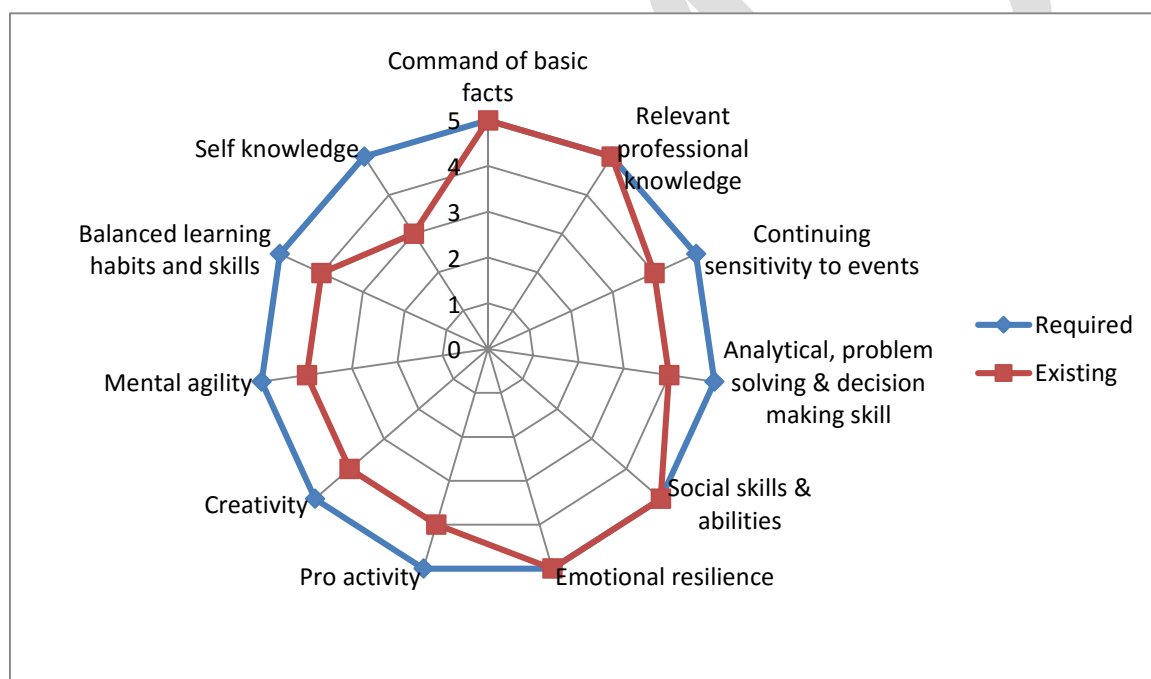 Command of basic
facts
Relevant
professional
knowledge
Continuing
sensitivity to events
Analytical, problem
solving & decision
making skill
Social skills &
abilities
Emotional resilience
Pro activity
Creativity
Mental agility
Balanced learning
habits and skills
Self knowledge
5
4
3
2
1
0
Required
Existing